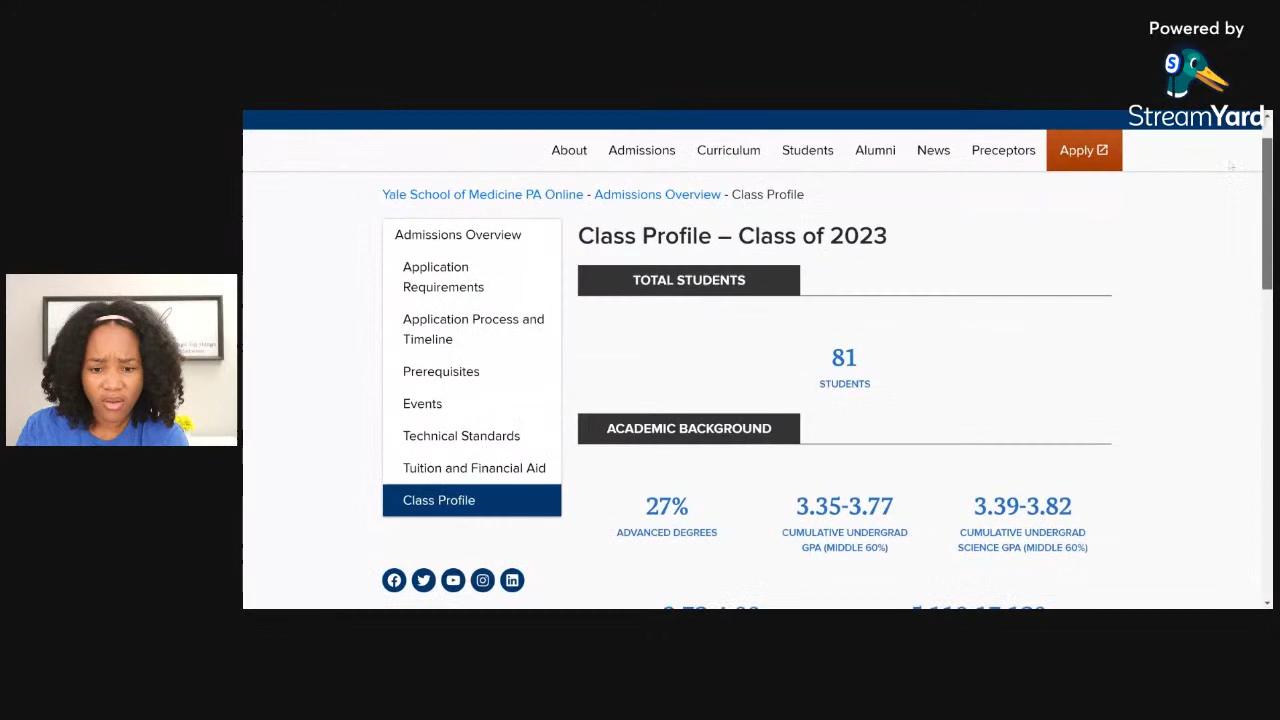 Powered by
StreamYard
About Admissions Curriculum Students Alumni News Preceptors Apply
Yale School of Medicine PA Online - Admissions Overview - Class Profile
Admissions Overview
Application
Requirements
Application Process and
Timeline
Prerequisites
Events
Technical Standards
Tuition and Financial Aid
Class Profile
Class Profile – Class of 2023
TOTAL STUDENTS
81
STUDENTS
ACADEMIC BACKGROUND
27%
ADVANCED DEGREES
3.35-3.77
CUMULATIVE UNDERGRAD
GPA (MIDDLE 60%)
3.39-3.82
CUMULATIVE UNDERGRAD
SCIENCE GPA (MIDDLE 60%)